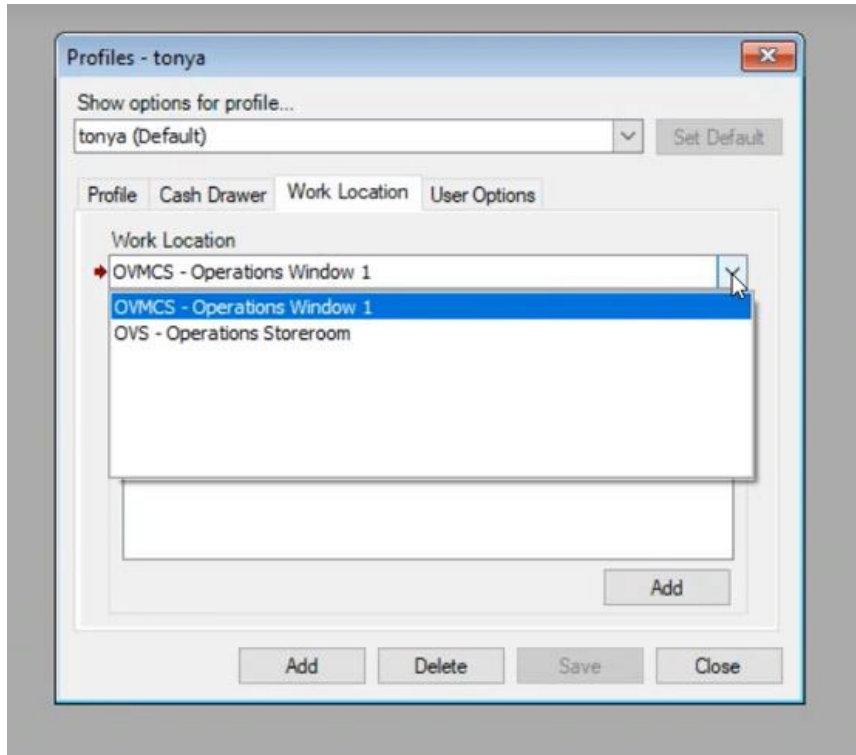 Profiles - tonya
Show options for profile...
tonya (Default)
Set Default
Profile Cash Drawer Work Location User Options
Work Location
OVMCS - Operations Window 1
OVMCS - Operations Window 1
OVS - Operations Storeroom
Add
Add Delete Save Close